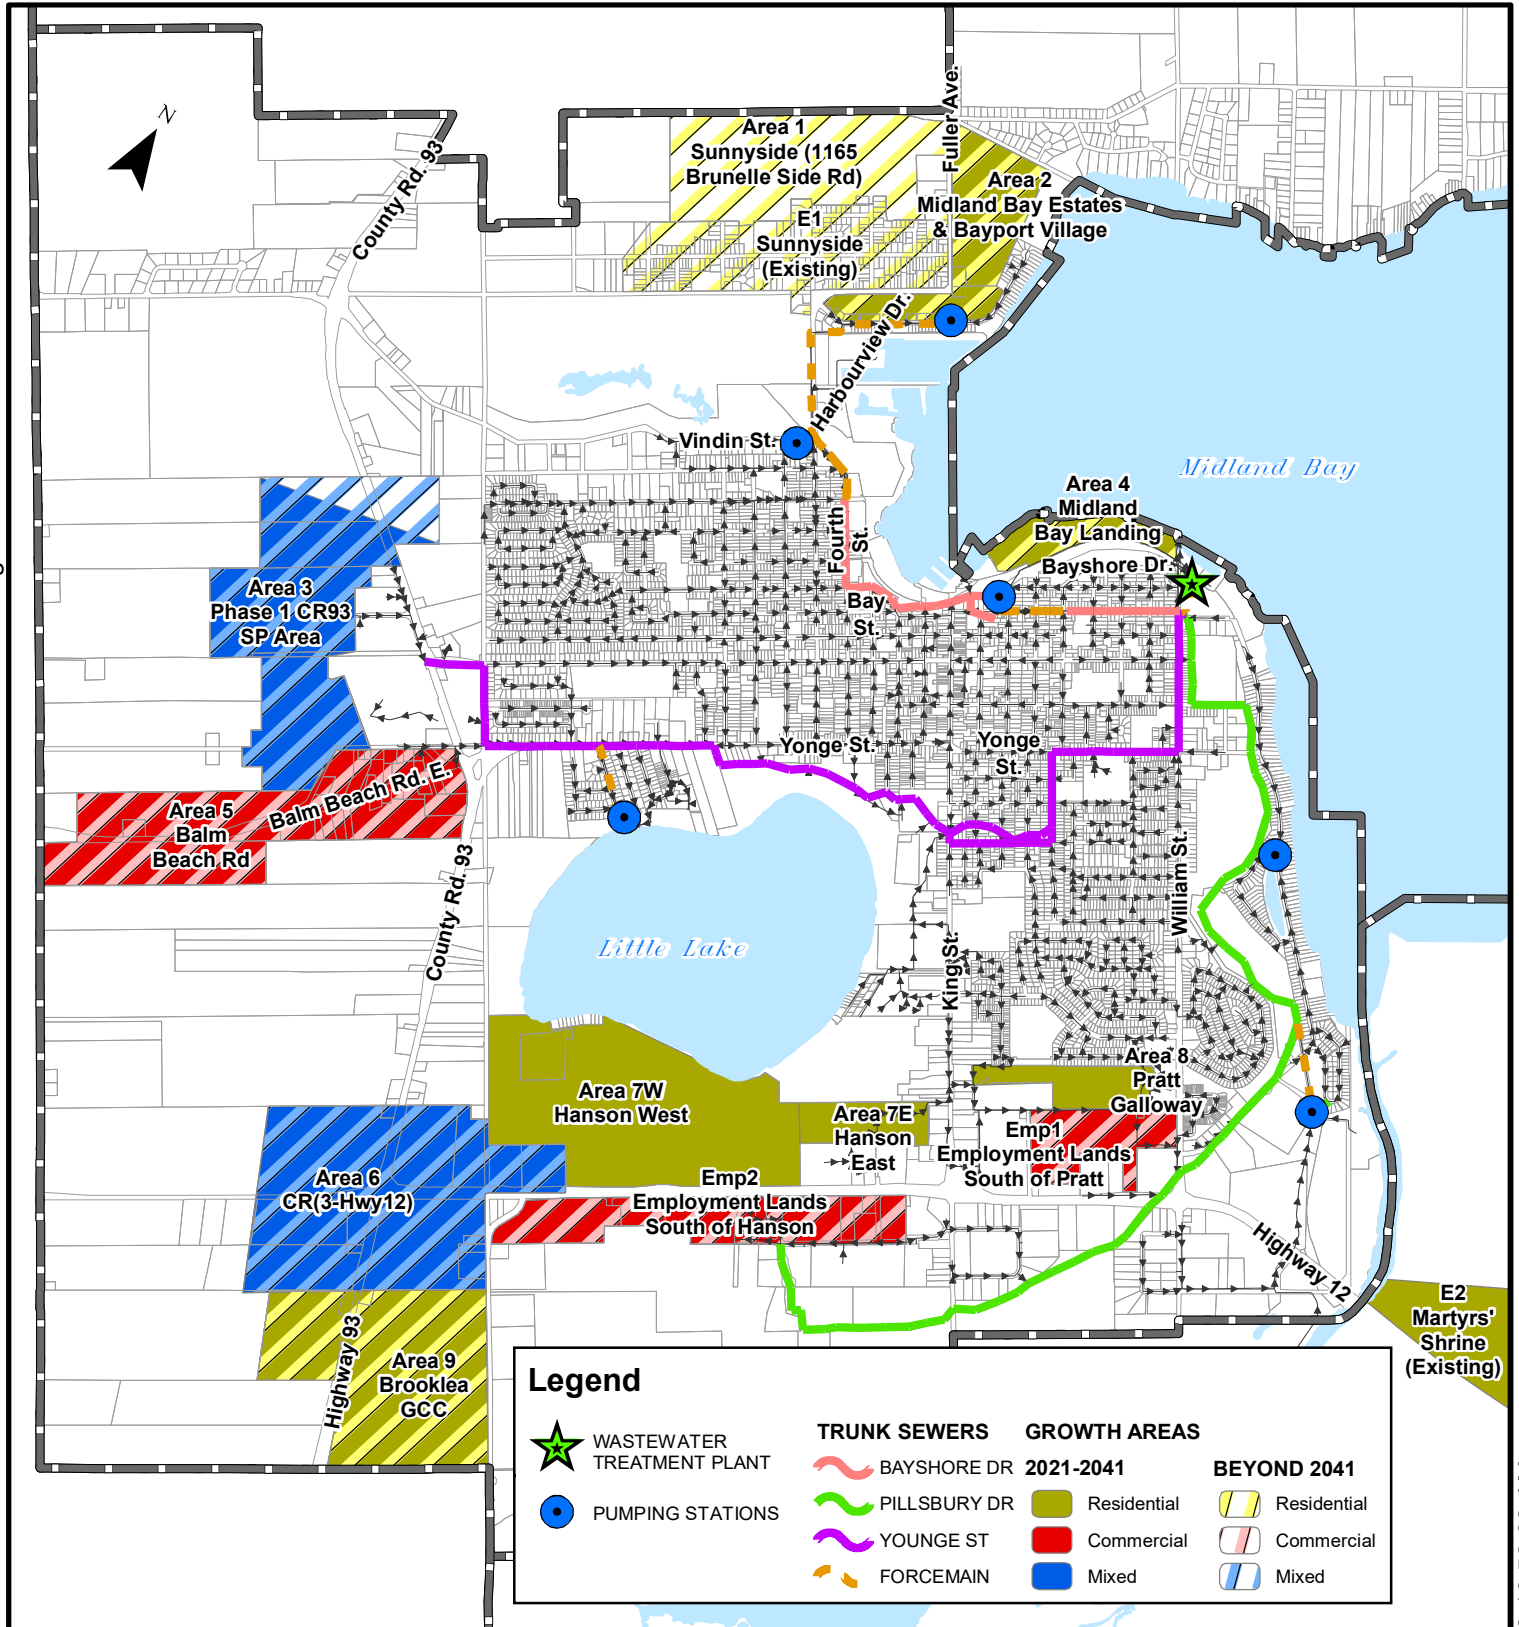 N
County Rd. 93
Fuller Ave.
Area 1
Sunnyside (1165
Brunelle Side Rd)
Area 2
Midland Bay Estates
& Bayport Village
E1
Sunnyside
(Existing)
Harbourview Dr.
Vindin St.
Midland Bay
Area 4
Midland
Bay Landing
Fourth
St.
Bayshore Dr.
Area 3
Phase 1 CR93
SP Area
Bay
St.
Yonge St.
Yonge
St.
Balm Beach Rd. E.
Area 5
Balm
Beach Rd
County Rd. 93
William St.
Little Lake
King St.
Area 8
Pratt
Galloway
Area 7W
Hanson West
Area 7E
Hanson
East
Emp1
Employment Lands
South of Pratt
Area 6
CR(3-Hwy12)
Emp2
Employment Lands
South of Hanson
Highway 12
E2
Martyrs'
Shrine
(Existing)
Highway 93
Area 9
Brooklea
GCC
Legend
WASTEWATER
TREATMENT PLANT
PUMPING STATIONS
TRUNK SEWERS
BAYSHORE DR
PILLSBURY DR
YOUNGE ST
FORCEMAIN
GROWTH AREAS
2021-2041
Residential
Commercial
Mixed
BEYOND 2041
Residential
Commercial
Mixed